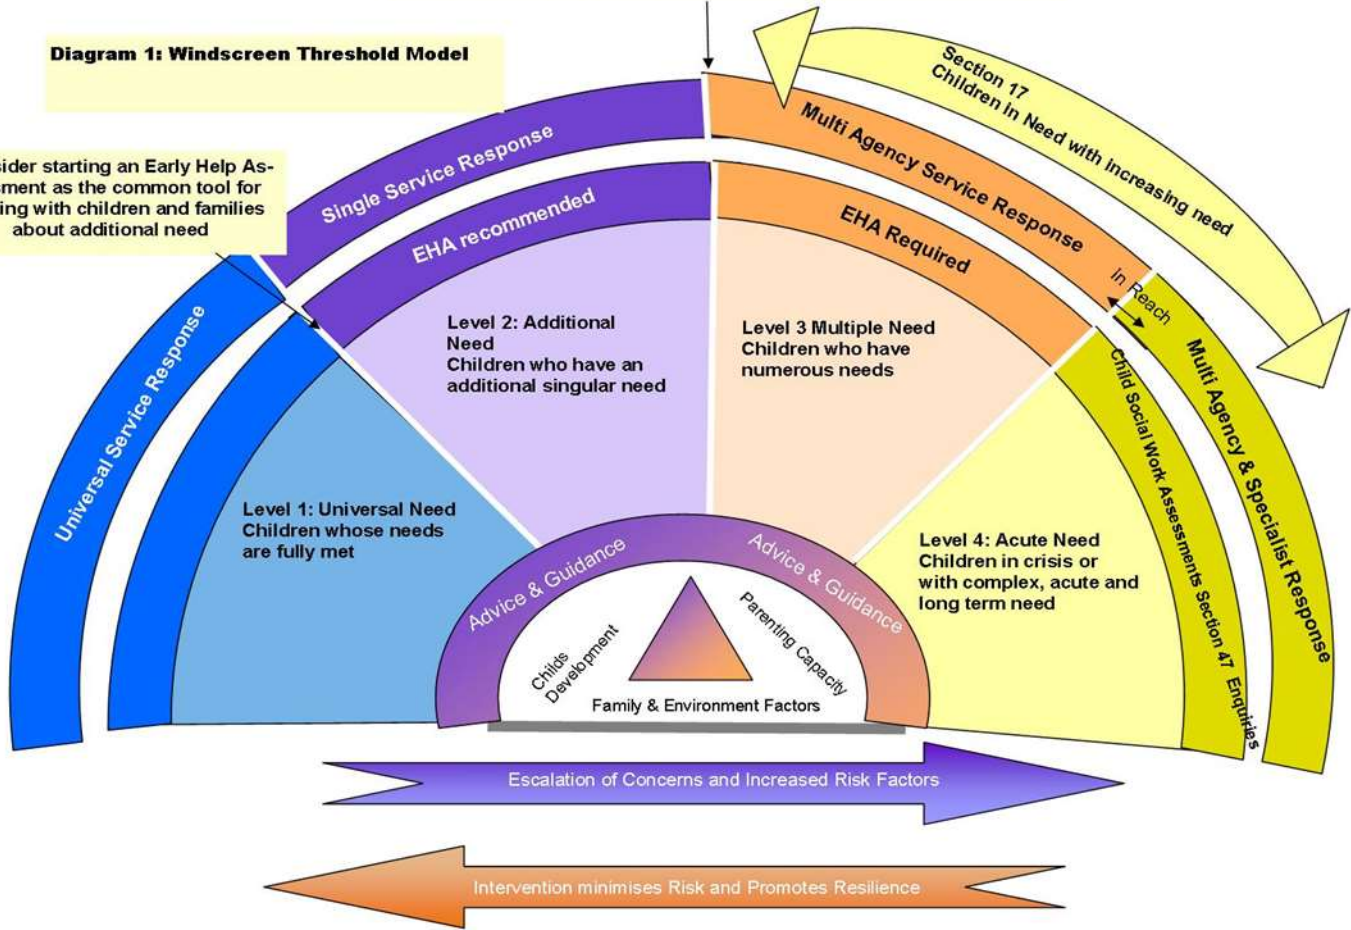 Diagram 1: Windscreen Threshold Model
sider starting an Early Help As-
sment as the common tool for
ing with children and families
about additional need
Section 17
Children in Need with increasing need
Single Service Response
Multi Agency Service Response
EHA recommended
EHA Required
In Reach
Universal Service Response
Multi Agency & Specialist Response
Child Social Work Assessments Section 47 Enquiries
Level 2: Additional
Need
Children who have an
additional singular need
Level 3 Multiple Need
Children who have
numerous needs
Level 1: Universal Need
Children whose needs
are fully met
Level 4: Acute Need
Children in crisis or
with complex, acute and
long term need
Advice & Guidance
Advice & Guidance
Childs
Development
Parenting Capacity
Family & Environment Factors
Escalation of Concerns and Increased Risk Factors
Intervention minimises Risk and Promotes Resilience